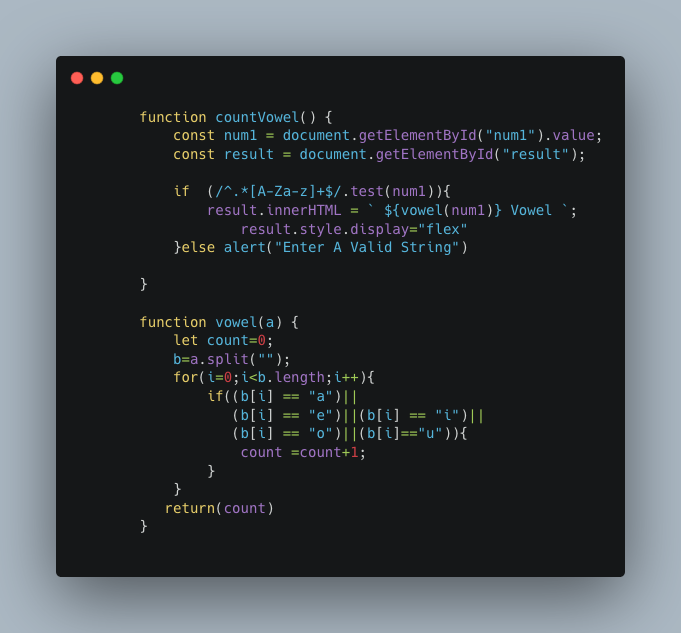 function countVowel() {
const num1 = document.getElementById("num1").value;
const result = document.getElementById("result");
if  (/^.*[A-Za-z]+$/.test(num1)){
result.innerHTML = ` ${vowel(num1)} Vowel `;
result.style.display="flex"
}else alert("Enter A Valid String")
}
function vowel(a) {
let count=0;
b=a.split("");
for(i=0;i<b.length;i++){
if((b[i] == "a")||
(b[i] == "e")||(b[i] == "i")||
(b[i] == "o")||(b[i]=="u")){
count =count+1;
}
}
return(count)
}